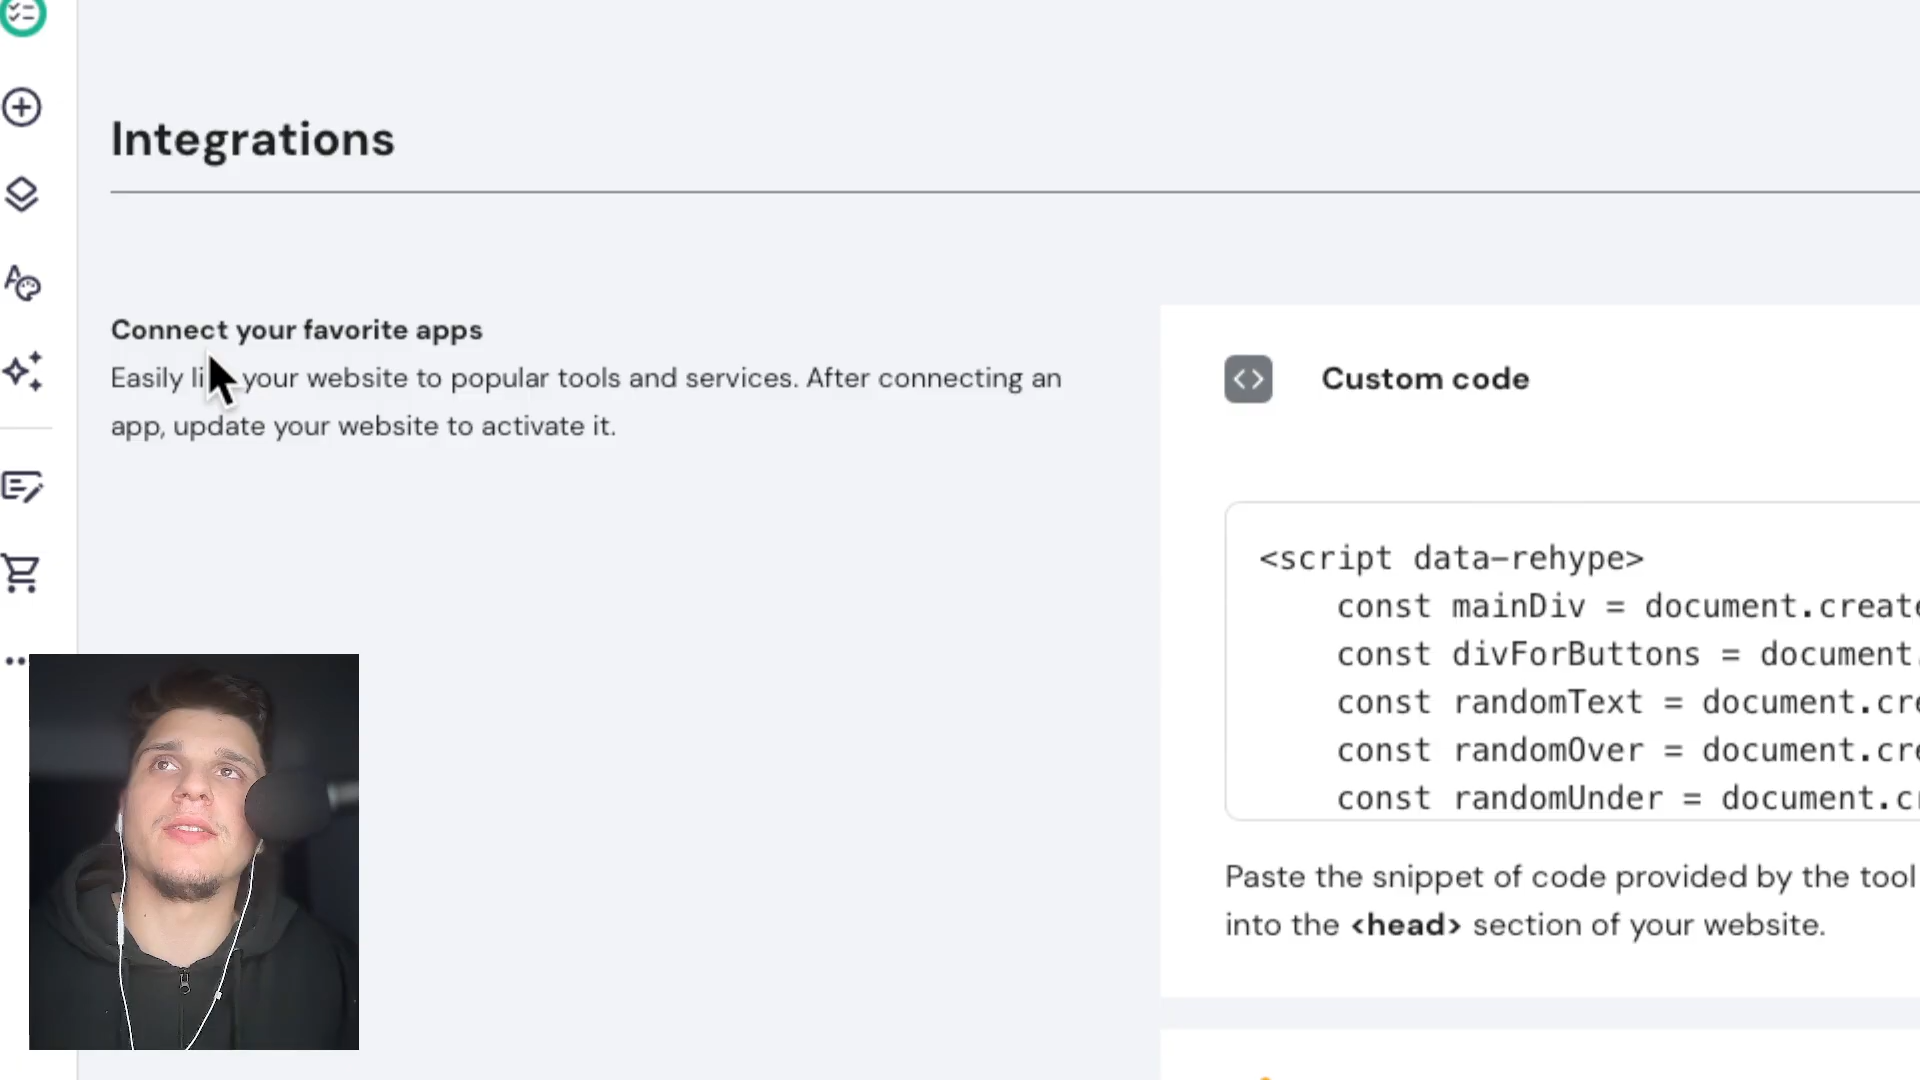 Integrations
Connect your favorite apps
Easily li your website to popular tools and services. After connecting an
app, update your website to activate it.
Custom code
<script data-rehype>
const mainDiv = document.create
const divForButtons = document.
const randomText = document.cre
const randomOver = document.cre
const randomUnder = document.cr
Paste the snippet of code provided by the tool
into the <head> section of your website.